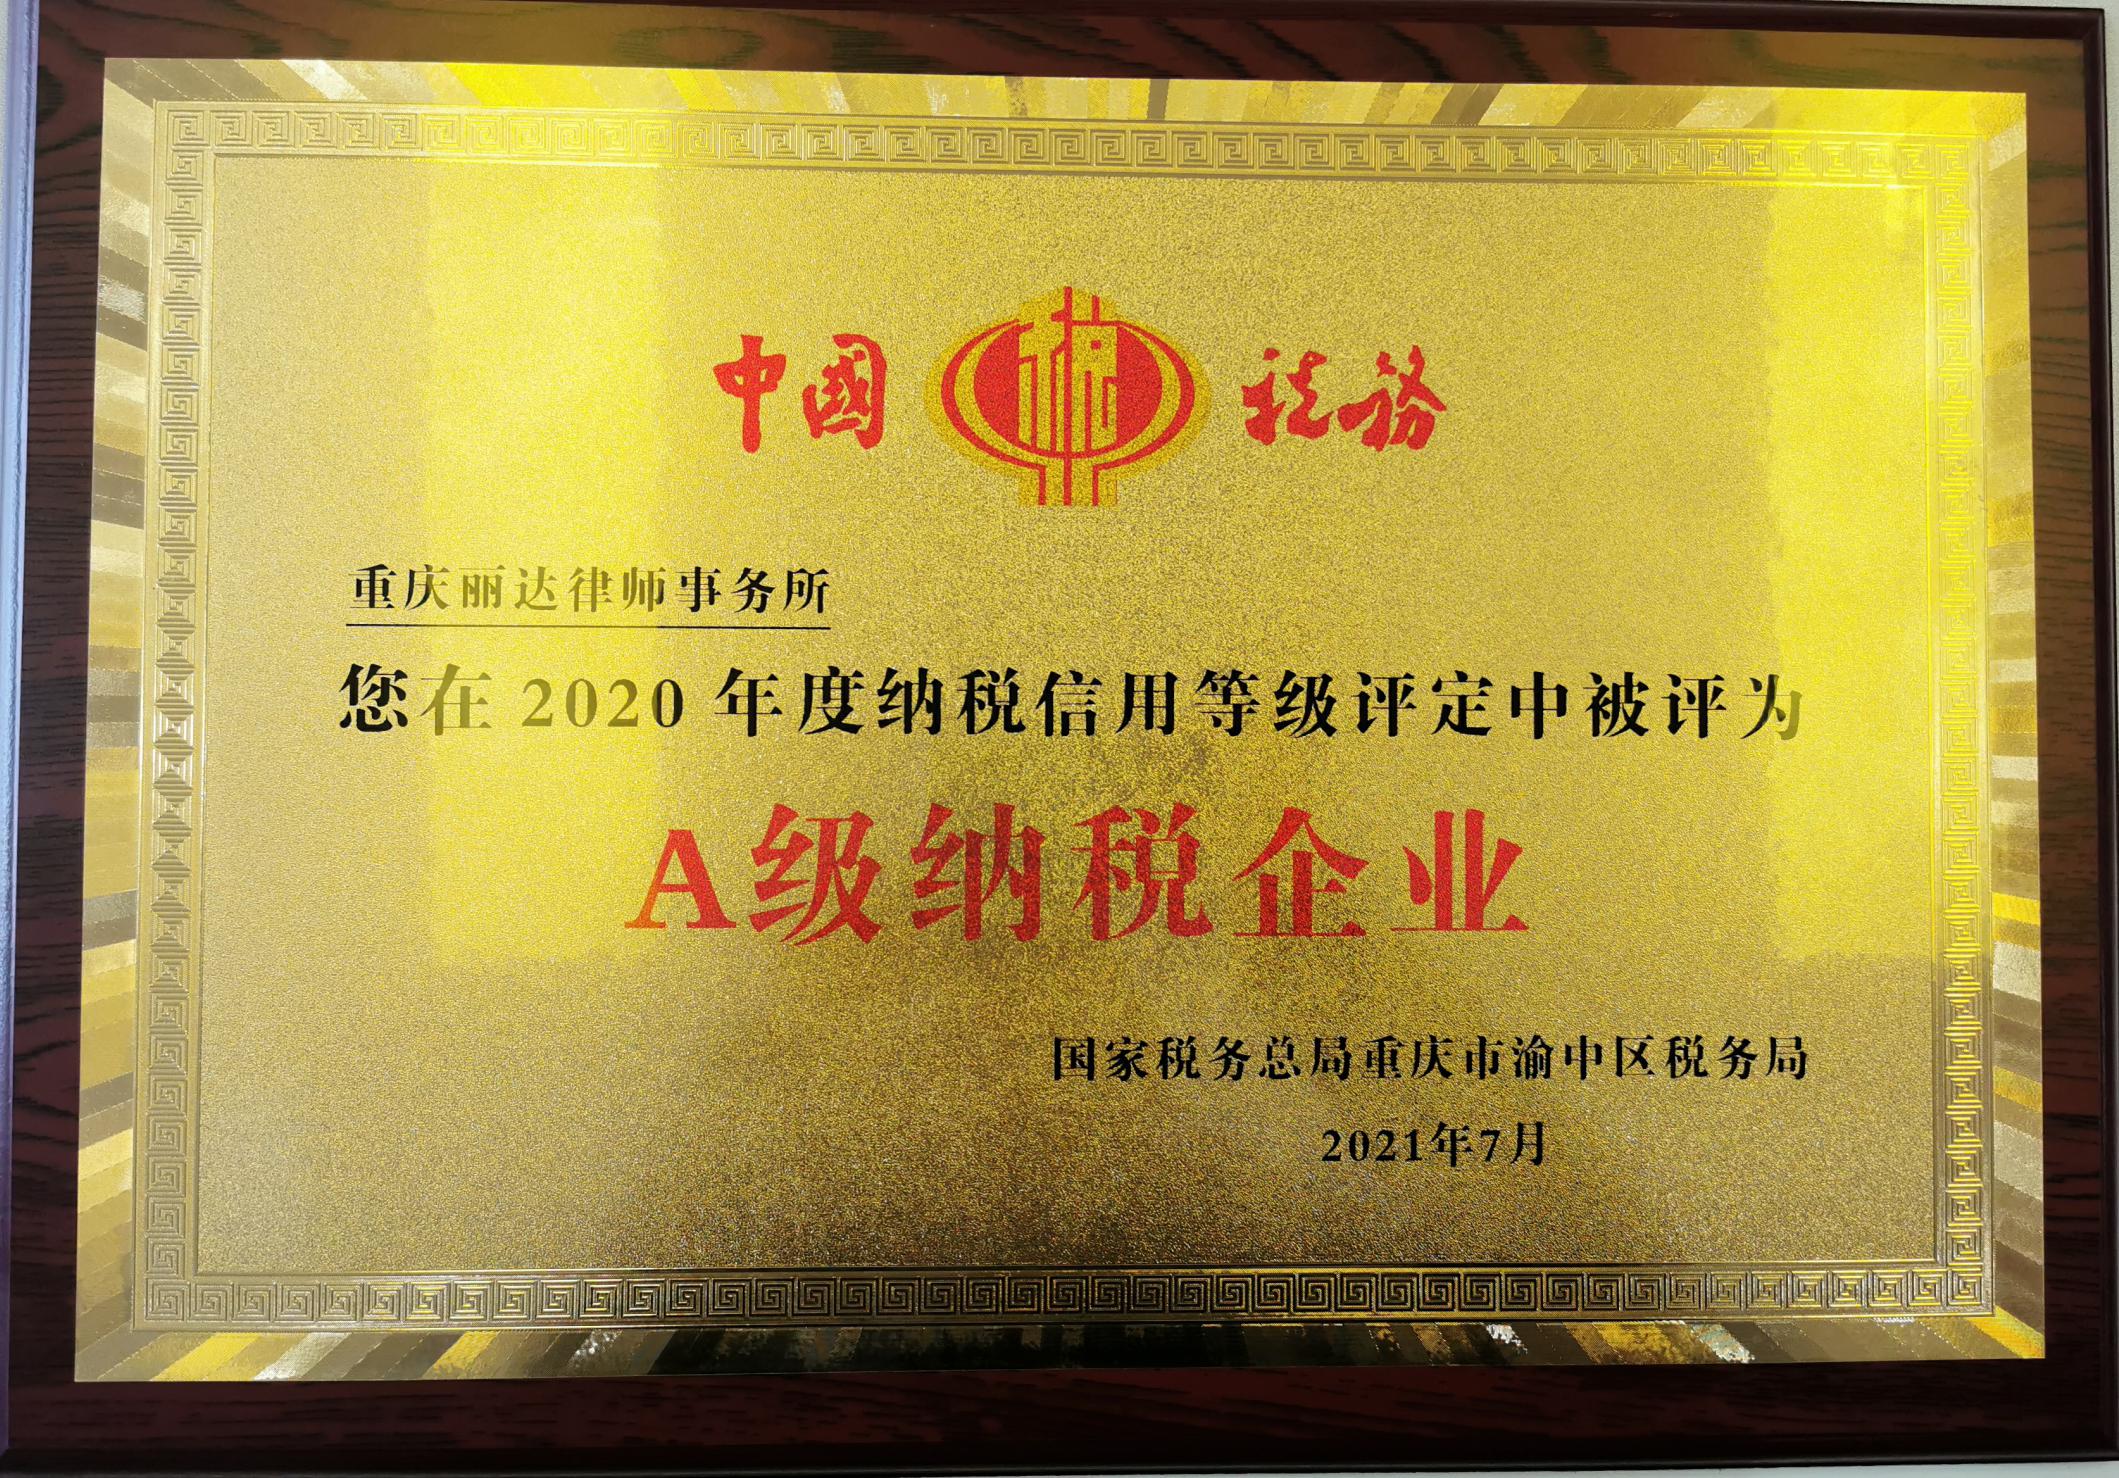 中國 税 税務
重庆丽达律师事务所
您在2020年度纳税信用等级评定中被评为
A级纳税企业
国家税务总局重庆市渝中区税务局
2021年7月